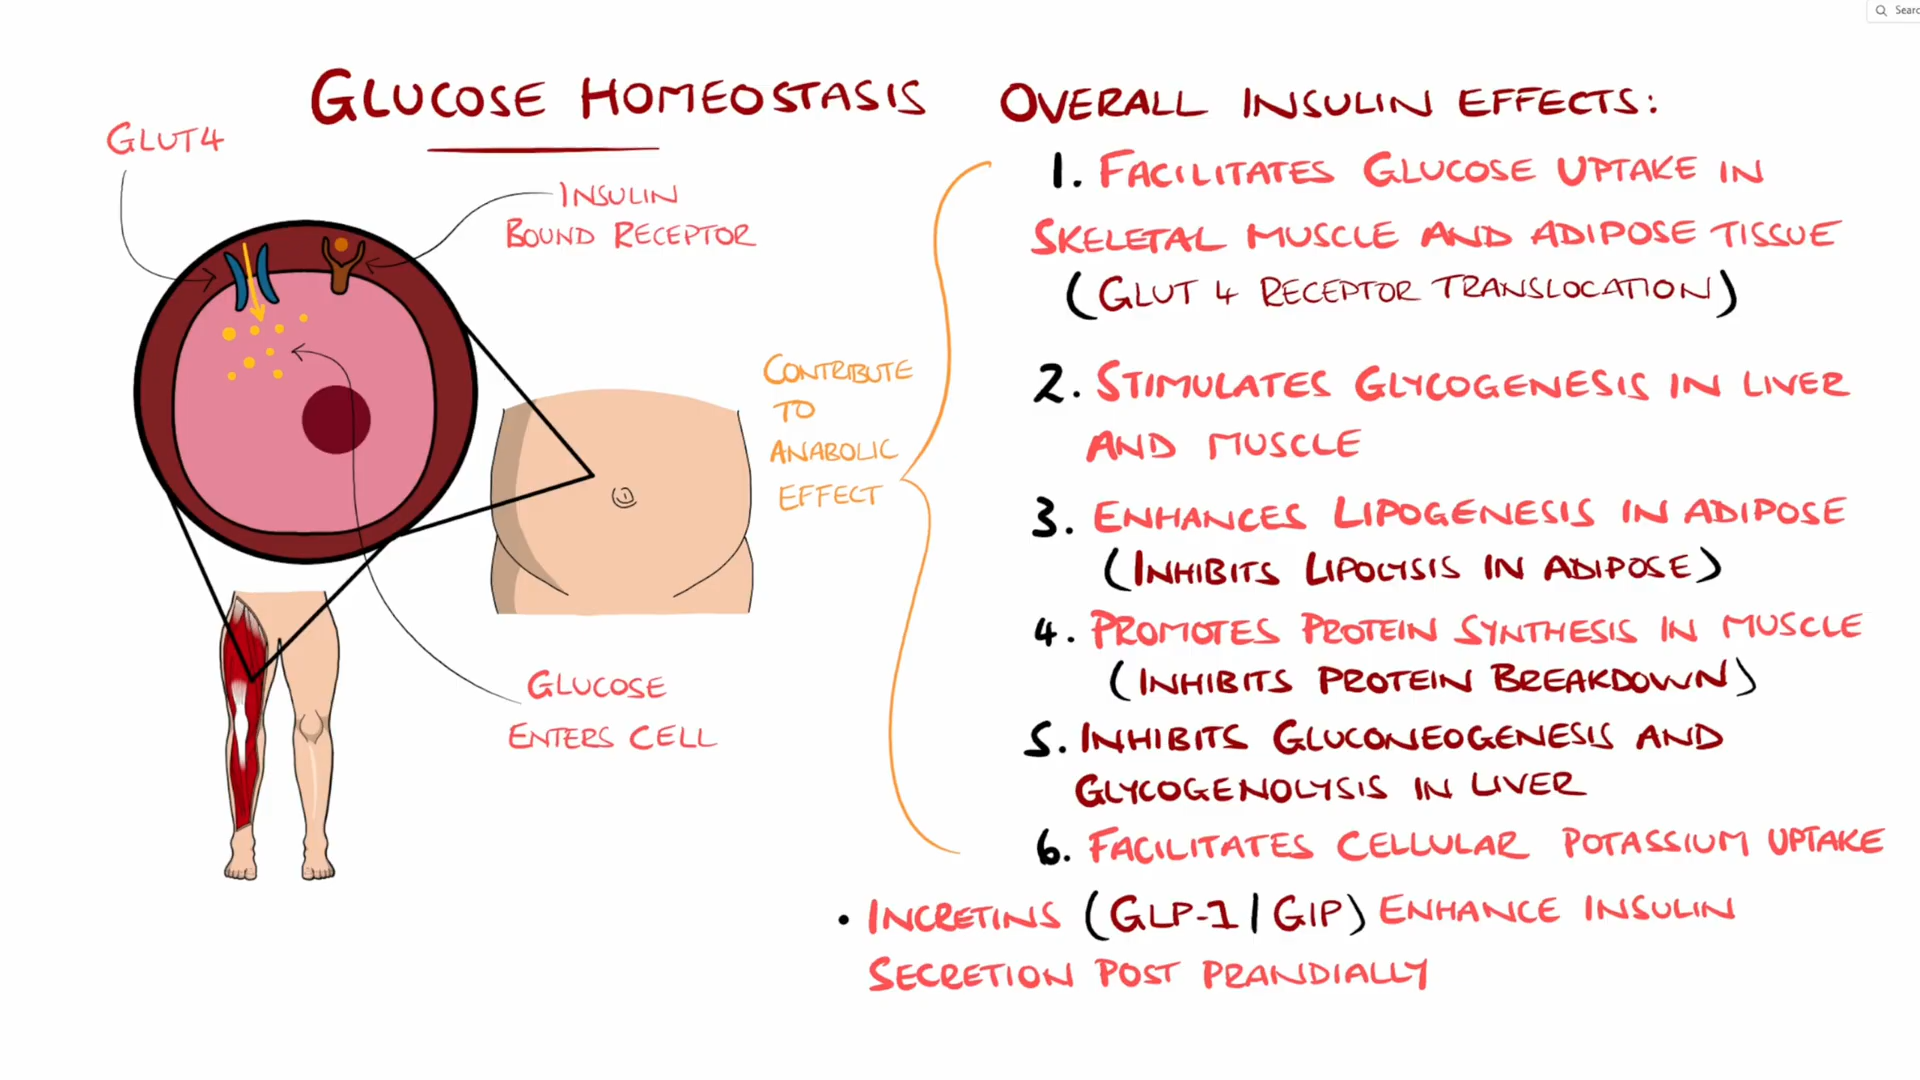 Searc
GLUCOSE HOMEOSTASIS
GLUT4
INSULIN
BOUND RECEPTOR
GLUCOSE
ENTERS CELL
CONTRIBUTE
TO
ANABOLIC
EFFECT
OVERALL INSULIN EFFECTS:
1. FACILITATES GLUCOSE UPTAKE IN
SKELETAL MUSCLE AND ADIPOSE TISSUE
(GLUT 4 RECEPTOR TRANSLOCATION)
2. STIMULATES GLYCOGENESIS IN LIVER
AND MUSCLE
3. ENHANCES LIPOGENESIS IN ADIPOSE
(INHIBITS LIPOLYSIS IN ADIPOSE)
4. PROMOTES PROTEIN SYNTHESIS IN MUSCLE
(INHIBITS PROTEIN BREAKDOWN)
5. INHIBITS GLUCONEOGENESIS AND
GLYCOGENOLYSIS IN LIVER
6. FACILITATES CELLULAR POTASSIUM UPTAKE
• INCRETINS (GLP-1 | GIP) ENHANCE INSULIN
SECRETION POST PRANDIALLY